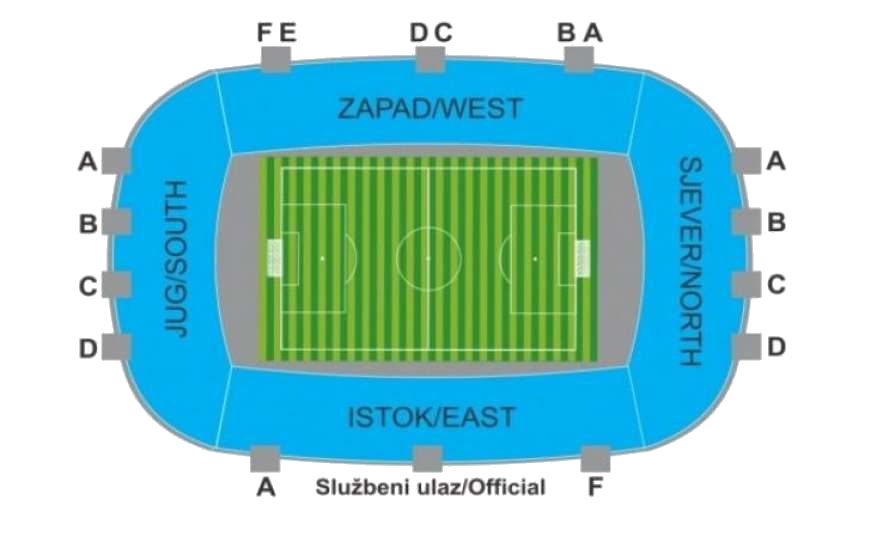 F E
D C
B A
ZAPAD/WEST
A
B
C
D
JUG/SOUTH
SJEVER/NORTH
A
B
C
D
ISTOK/EAST
A
Službeni ulaz/Official
F